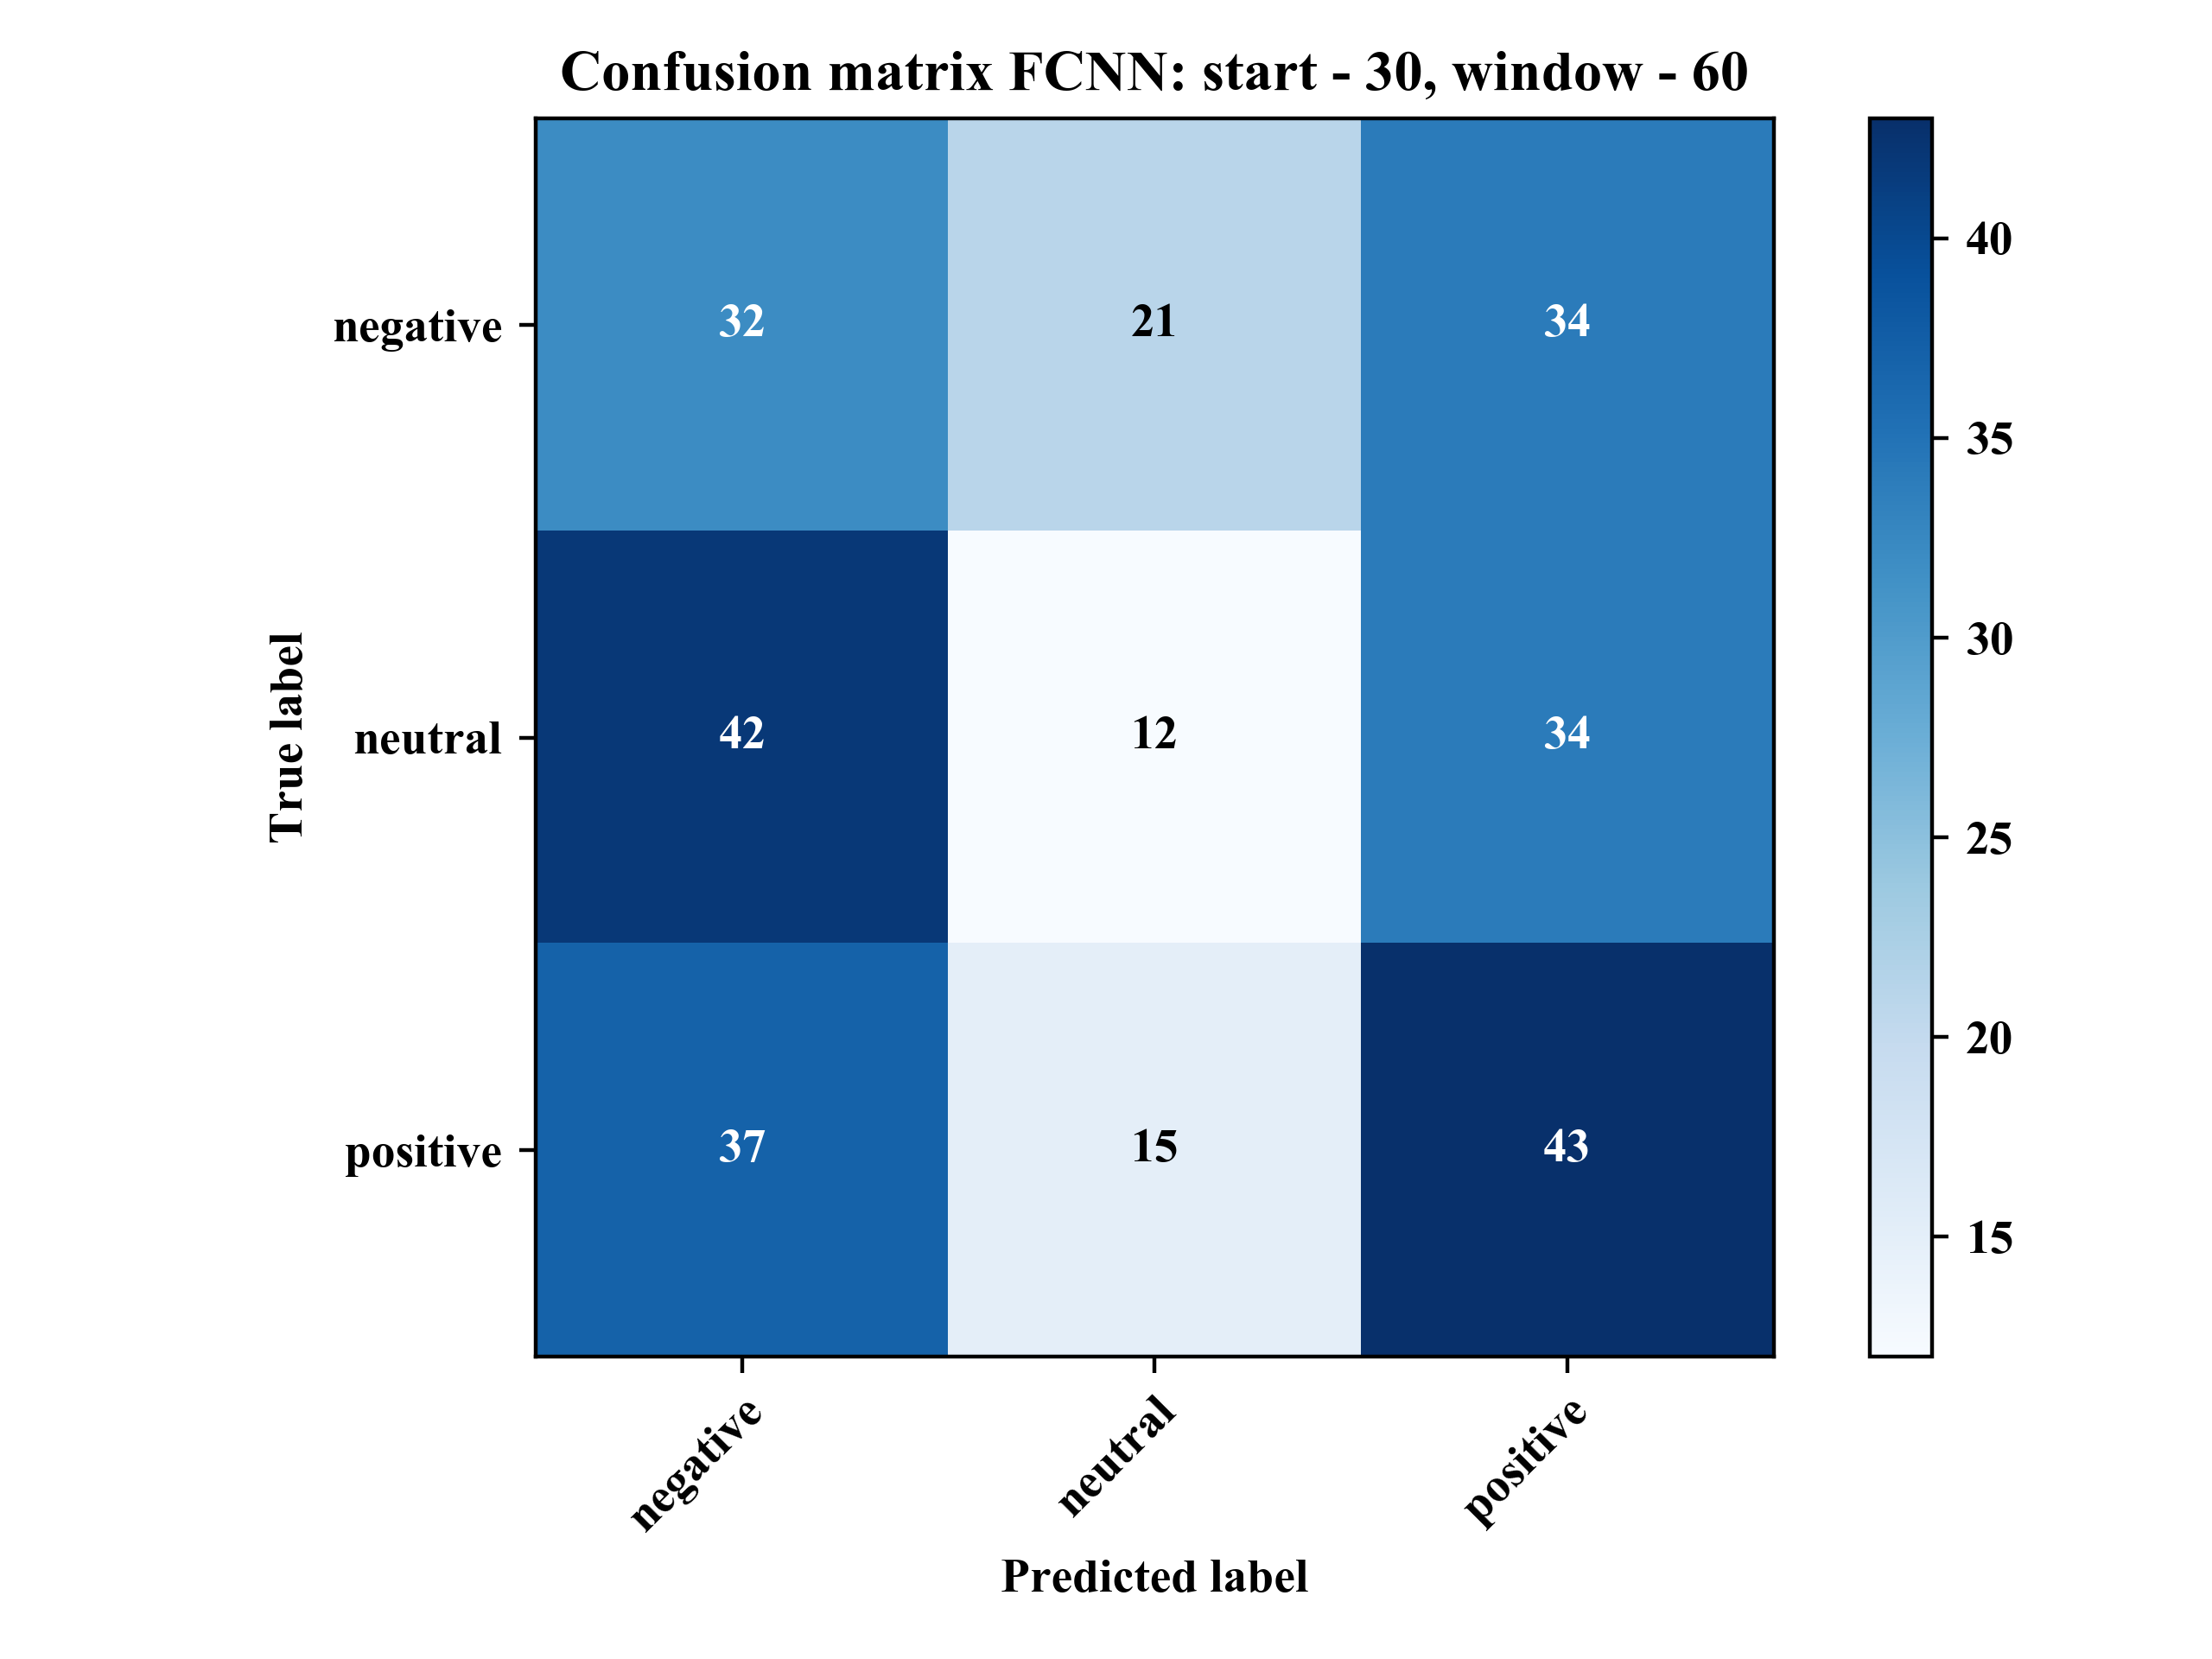 Confusion matrix FCNN: start - 30, window - 60
True label
negative
neutral
positive
32 21 34
42 12 34
37 15 43
negative
neutral
positive
Predicted label
40
35
30
25
20
15